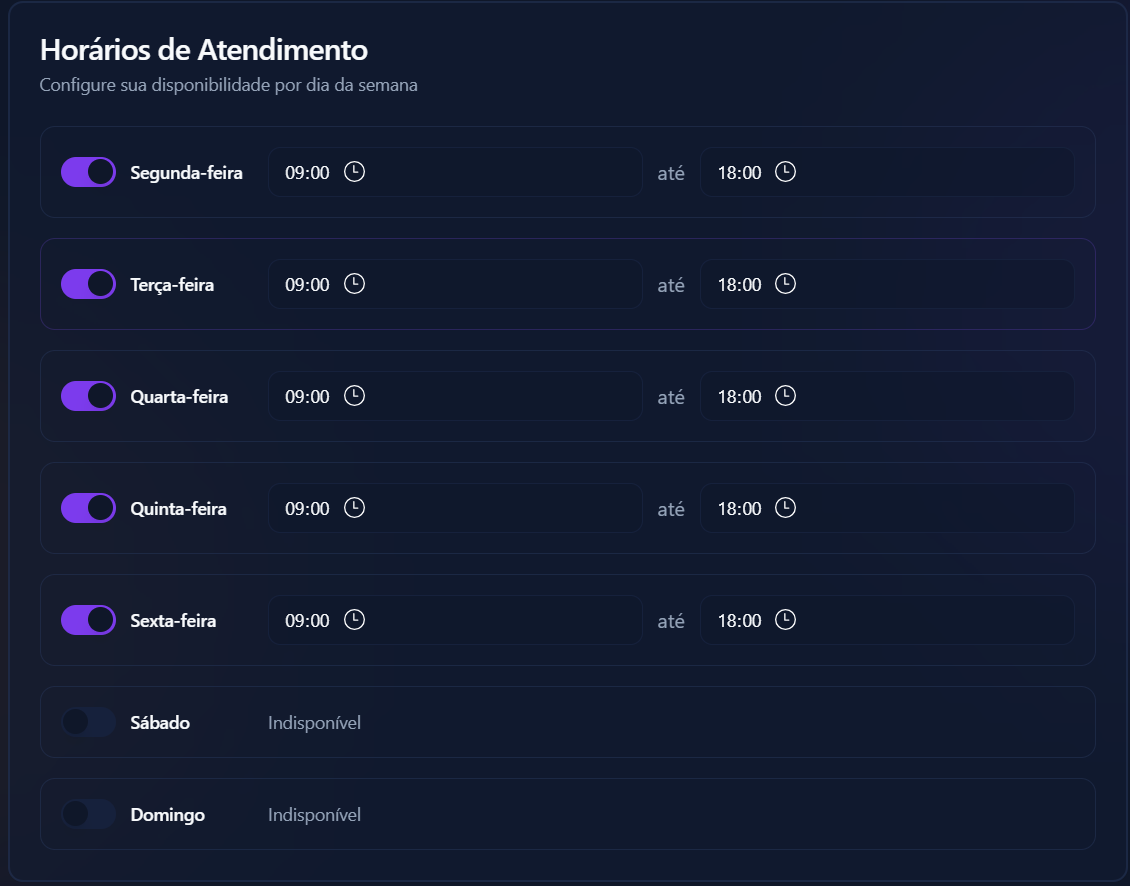 Horários de Atendimento
Configure sua disponibilidade por dia da semana
Segunda-feira 09:00 até 18:00
Terça-feira 09:00 até 18:00
Quarta-feira 09:00 até 18:00
Quinta-feira 09:00 até 18:00
Sexta-feira 09:00 até 18:00
Sábado Indisponível
Domingo Indisponível